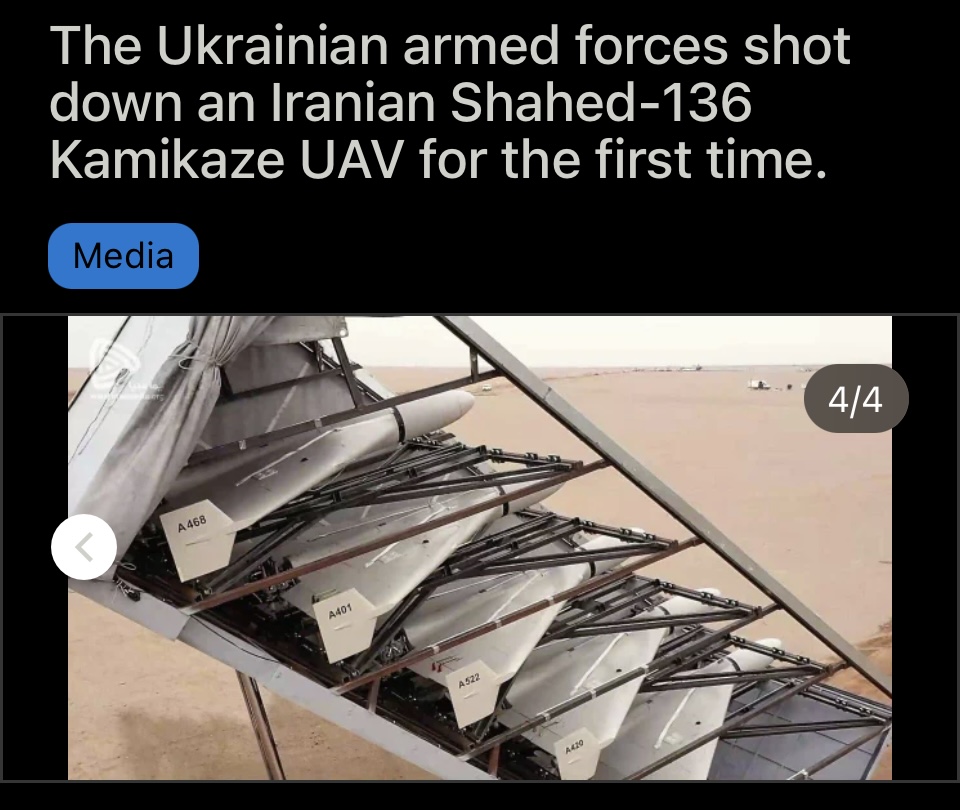 The Ukrainian armed forces shot
down an Iranian Shahed-136
Kamikaze UAV for the first time.
Media
4/4
A468
A401
A522
A420